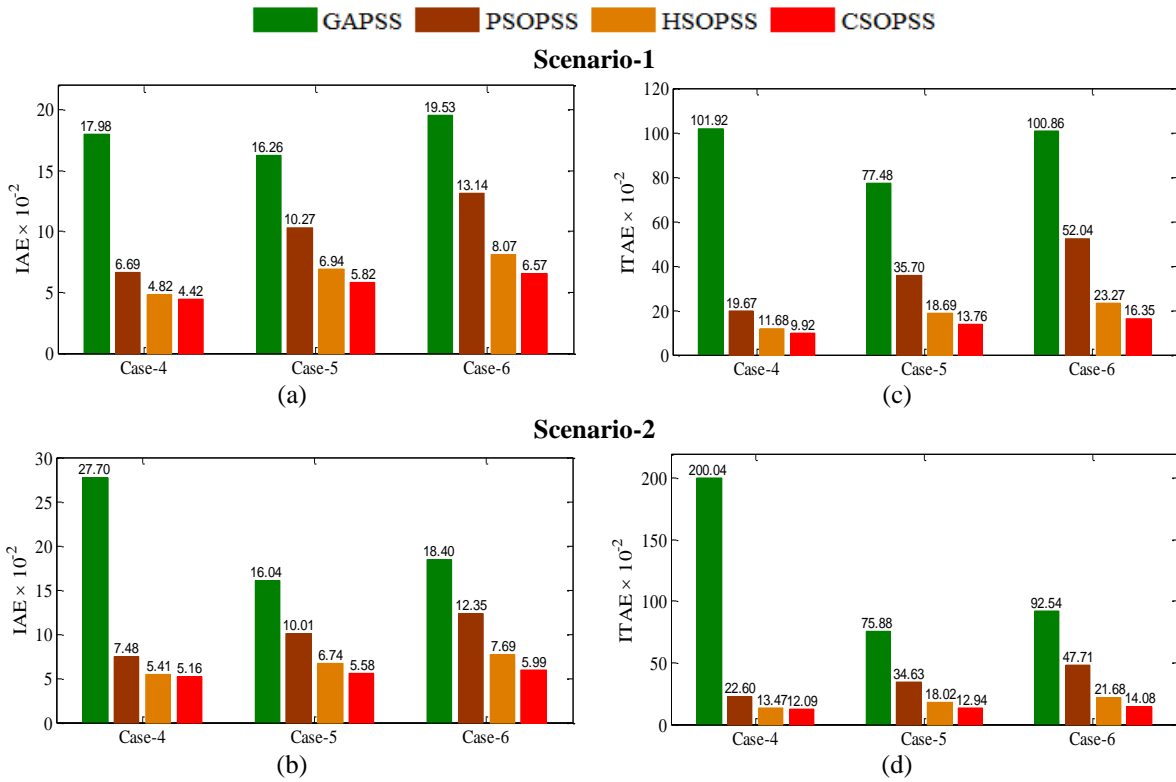 GAPSS PSOPSS HSOPSS CSOPSS
Scenario-1
IAE × 10⁻²
20
15
10
5
0
17.98 6.69 4.82 4.42
16.26 10.27 6.94 5.82
19.53 13.14 8.07 6.57
Case-4 Case-5 Case-6
(a)
ITAE × 10⁻²
120
100
80
60
40
20
0
101.92 19.67 11.68 9.92
77.48 35.70 18.69 13.76
100.86 52.04 23.27 16.35
Case-4 Case-5 Case-6
(c)
Scenario-2
IAE × 10⁻²
30
25
20
15
10
5
0
27.70 7.48 5.41 5.16
16.04 10.01 6.74 5.58
18.40 12.35 7.69 5.99
Case-4 Case-5 Case-6
(b)
ITAE × 10⁻²
200
150
100
50
0
200.04 22.60 13.47 12.09
75.88 34.63 18.02 12.94
92.54 47.71 21.68 14.08
Case-4 Case-5 Case-6
(d)